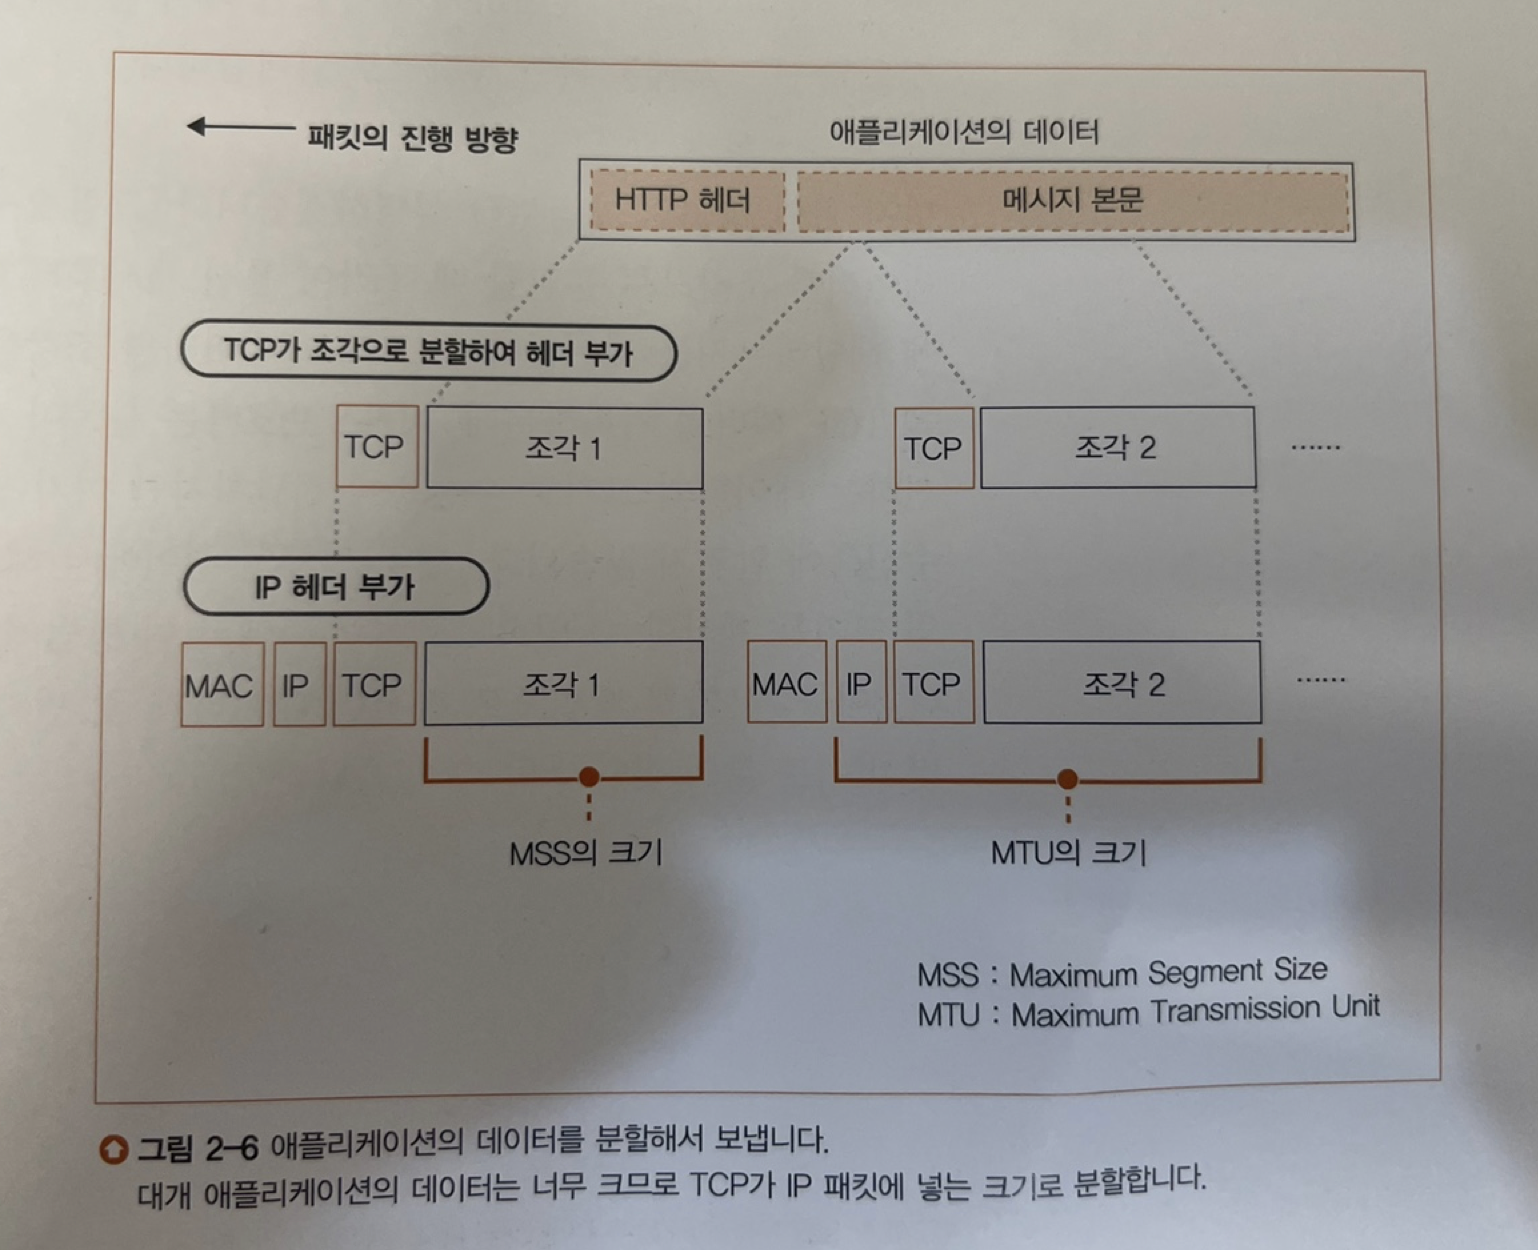 패킷의 진행 방향
애플리케이션의 데이터
HTTP 헤더
메시지 본문
TCP가 조각으로 분할하여 헤더 부가
TCP
조각 1
TCP
조각 2
······
IP 헤더 부가
MAC
IP
TCP
조각 1
MAC
IP
TCP
조각 2
······
MSS의 크기
MTU의 크기
MSS : Maximum Segment Size
MTU : Maximum Transmission Unit
그림 2-6 애플리케이션의 데이터를 분할해서 보냅니다.
대개 애플리케이션의 데이터는 너무 크므로 TCP가 IP 패킷에 넣는 크기로 분할합니다.